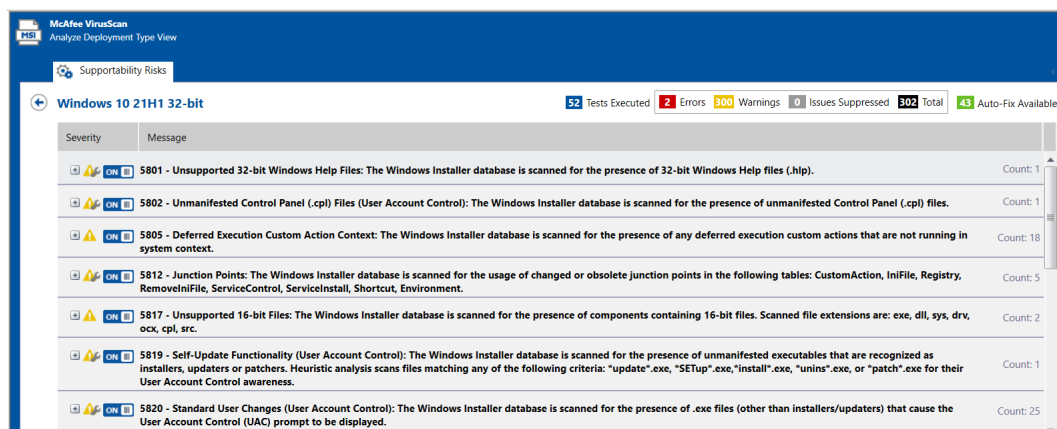 McAfee VirusScan
MSI
Analyze Deployment Type View
Supportability Risks
Windows 10 21H1 32-bit
52 Tests Executed 2 Errors 300 Warnings 0 Issues Suppressed 302 Total 43 Auto-Fix Available
Severity Message
ON 5801 - Unsupported 32-bit Windows Help Files: The Windows Installer database is scanned for the presence of 32-bit Windows Help files (.hlp). Count: 1
ON 5802 - Unmanifested Control Panel (.cpl) Files (User Account Control): The Windows Installer database is scanned for the presence of unmanifested Control Panel (.cpl) files. Count: 1
ON 5805 - Deferred Execution Custom Action Context: The Windows Installer database is scanned for the presence of any deferred execution custom actions that are not running in Count: 18
system context.
ON 5812 - Junction Points: The Windows Installer database is scanned for the usage of changed or obsolete junction points in the following tables: CustomAction, IniFile, Registry, Count: 5
RemoveIniFile, ServiceControl, ServiceInstall, Shortcut, Environment.
ON 5817 - Unsupported 16-bit Files: The Windows Installer database is scanned for the presence of components containing 16-bit files. Scanned file extensions are: exe, dll, sys, drv, Count: 2
ocx, cpl, src.
5819 - Self-Update Functionality (User Account Control): The Windows Installer database is scanned for the presence of unmanifested executables that are recognized as
ON installers, updaters or patchers. Heuristic analysis scans files matching any of the following criteria: *update*.exe, *SETup*.exe,*install*.exe, *unins*.exe, or *patch*.exe for their Count: 1
User Account Control awareness.
ON 5820 - Standard User Changes (User Account Control): The Windows Installer database is scanned for the presence of .exe files (other than installers/updaters) that cause the Count: 25
User Account Control (UAC) prompt to be displayed.